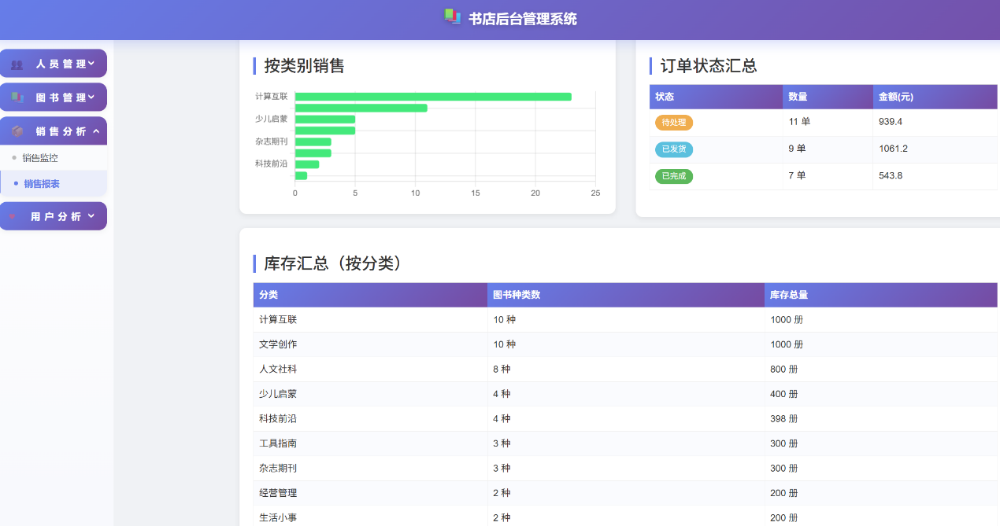 书店后台管理系统
人员管理
图书管理
销售分析
销售监控
销售报表
用户分析
按类别销售
计算互联
少儿启蒙
杂志期刊
科技前沿
0 5 10 15 20 25
订单状态汇总
状态 数量 金额(元)
待处理 11 单 939.4
已发货 9 单 1061.2
已完成 7 单 543.8
库存汇总（按分类）
分类 图书种类数 库存总量
计算互联 10 种 1000 册
文学创作 10 种 1000 册
人文社科 8 种 800 册
少儿启蒙 4 种 400 册
科技前沿 4 种 398 册
工具指南 3 种 300 册
杂志期刊 3 种 300 册
经营管理 2 种 200 册
生活小事 2 种 200 册